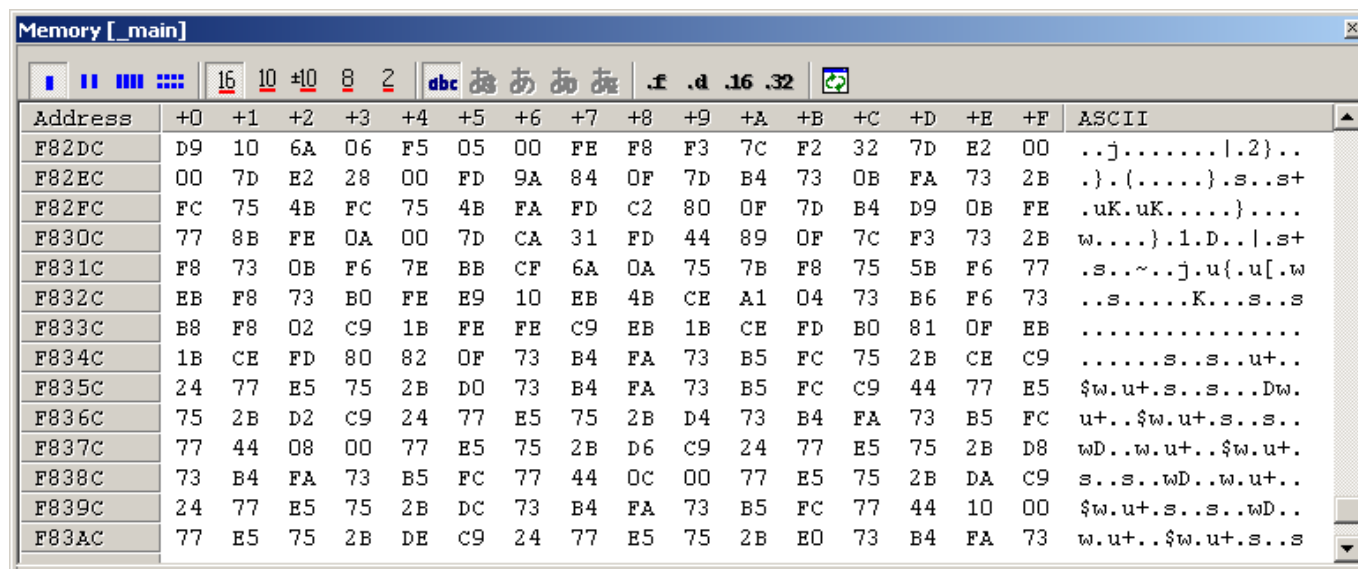 Memory [_main]
16 10 ±10 8 2 abc あ .f .d .16 .32
Address +0 +1 +2 +3 +4 +5 +6 +7 +8 +9 +A +B +C +D +E +F ASCII
F82DC D9 10 6A 06 F5 05 00 FE F8 F3 7C F2 32 7D E2 00 ..j.......|.2}..
F82EC 00 7D E2 28 00 FD 9A 84 0F 7D B4 73 0B FA 73 2B .}.(.....}.s..s+
F82FC FC 75 4B FC 75 4B FA FD C2 80 0F 7D B4 D9 0B FE .uK.uK.....}....
F830C 77 8B FE 0A 00 7D CA 31 FD 44 89 0F 7C F3 73 2B w....}.1.D..|.s+
F831C F8 73 0B F6 7E BB CF 6A 0A 75 7B F8 75 5B F6 77 .s..~..j.u{.u[.w
F832C EB F8 73 B0 FE E9 10 EB 4B CE A1 04 73 B6 F6 73 ..s.....K...s..s
F833C B8 F8 02 C9 1B FE FE C9 EB 1B CE FD B0 81 0F EB ................
F834C 1B CE FD 80 82 0F 73 B4 FA 73 B5 FC 75 2B CE C9 ......s..s..u+..
F835C 24 77 E5 75 2B D0 73 B4 FA 73 B5 FC C9 44 77 E5 $w.u+.s..s...Dw.
F836C 75 2B D2 C9 24 77 E5 75 2B D4 73 B4 FA 73 B5 FC u+..$w.u+.s..s..
F837C 77 44 08 00 77 E5 75 2B D6 C9 24 77 E5 75 2B D8 wD..w.u+..$w.u+.
F838C 73 B4 FA 73 B5 FC 77 44 0C 00 77 E5 75 2B DA C9 s..s..wD..w.u+..
F839C 24 77 E5 75 2B DC 73 B4 FA 73 B5 FC 77 44 10 00 $w.u+.s..s..wD..
F83AC 77 E5 75 2B DE C9 24 77 E5 75 2B E0 73 B4 FA 73 w.u+..$w.u+.s..s